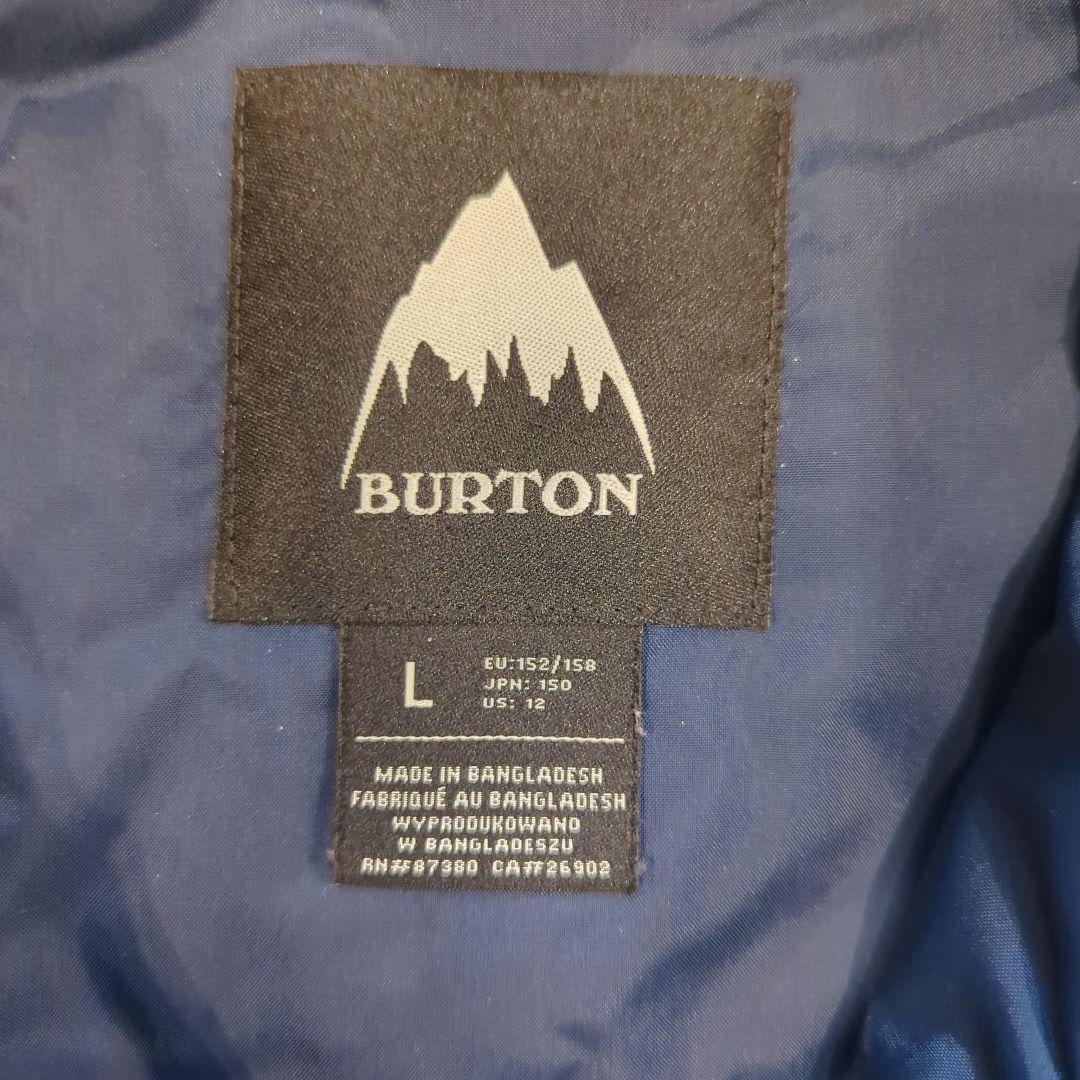 BURTON
L
EU:152/158
JPN: 150
US: 12
MADE IN BANGLADESH
FABRIQUÉ AU BANGLADESH
WYPRODUKOWANO
W BANGLADESZU
RN#87380 CA#26902